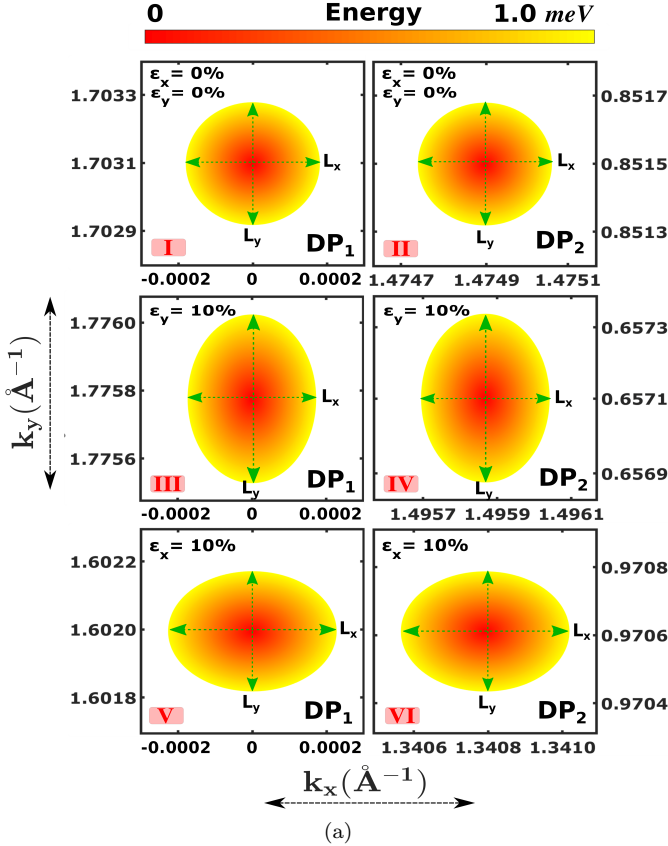 0 Energy 1.0 meV
εx= 0%
εy= 0%
1.7033
1.7031
1.7029
Lx
Ly
I
DP1
-0.0002 0 0.0002
εx= 0%
εy= 0%
0.8517
0.8515
0.8513
Lx
Ly
II
DP2
1.4747 1.4749 1.4751
εy= 10%
1.7760
1.7758
1.7756
Lx
Ly
III
DP1
-0.0002 0 0.0002
εy= 10%
0.6573
0.6571
0.6569
Lx
Ly
IV
DP2
1.4957 1.4959 1.4961
εx= 10%
1.6022
1.6020
1.6018
Lx
Ly
V
DP1
-0.0002 0 0.0002
εx= 10%
0.9708
0.9706
0.9704
Lx
Ly
VI
DP2
1.3406 1.3408 1.3410
ky(Å⁻¹)
kx(Å⁻¹)
(a)